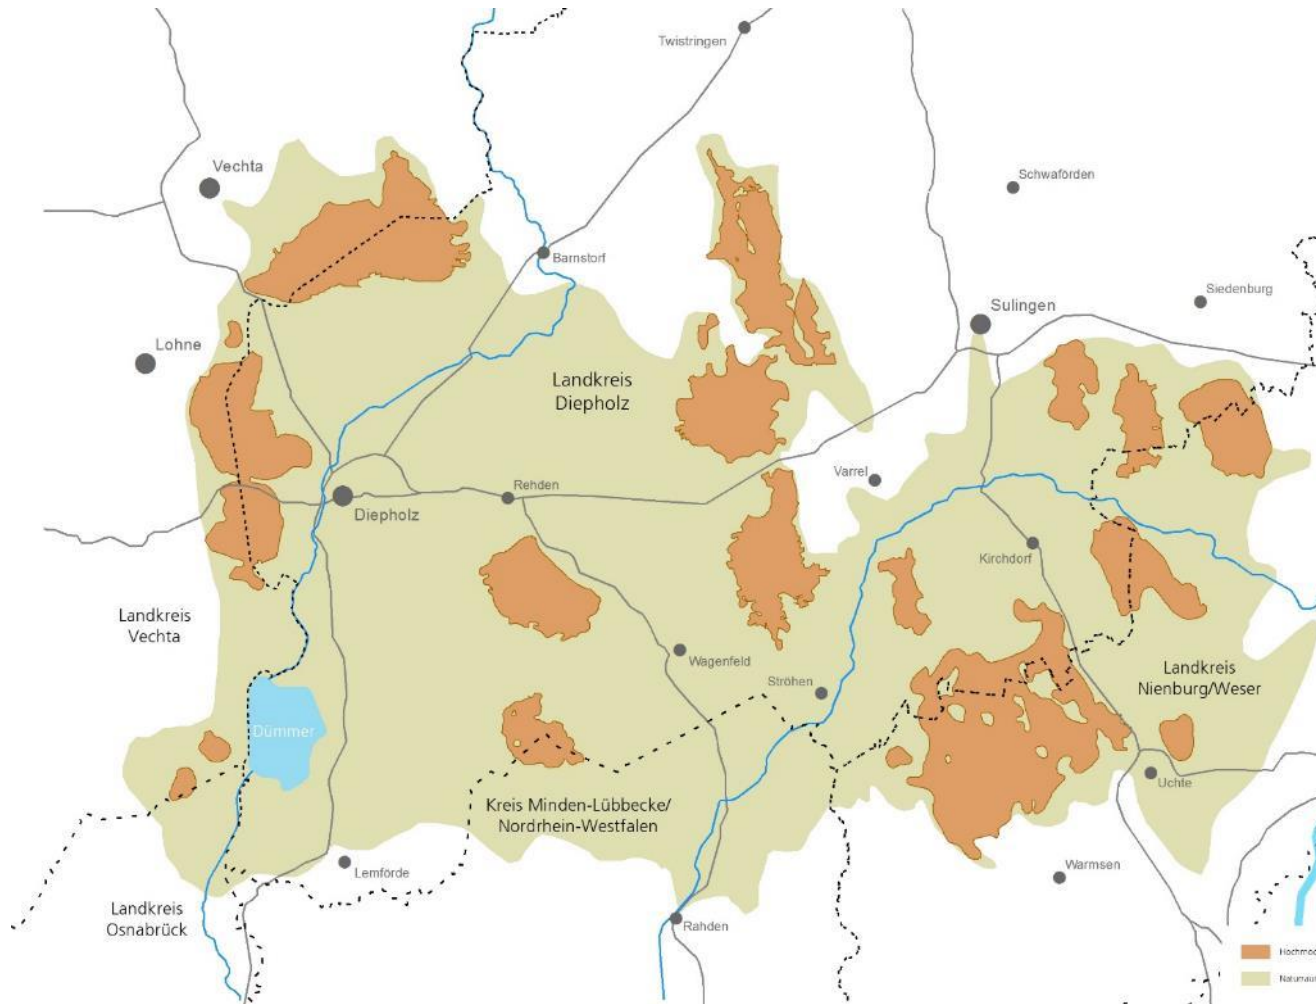 Twistringen
Vechta
Schwaförden
Barnstorf
Siedenburg
Sulingen
Lohne
Landkreis
Diepholz
Varrel
Rehden
Diepholz
Kirchdorf
Landkreis
Vechta
Wagenfeld
Landkreis
Nienburg/Weser
Ströhen
Dümmer
Uchte
Kreis Minden-Lübbecke/
Nordrhein-Westfalen
Lemförde
Warmsen
Landkreis
Osnabrück
Rahden